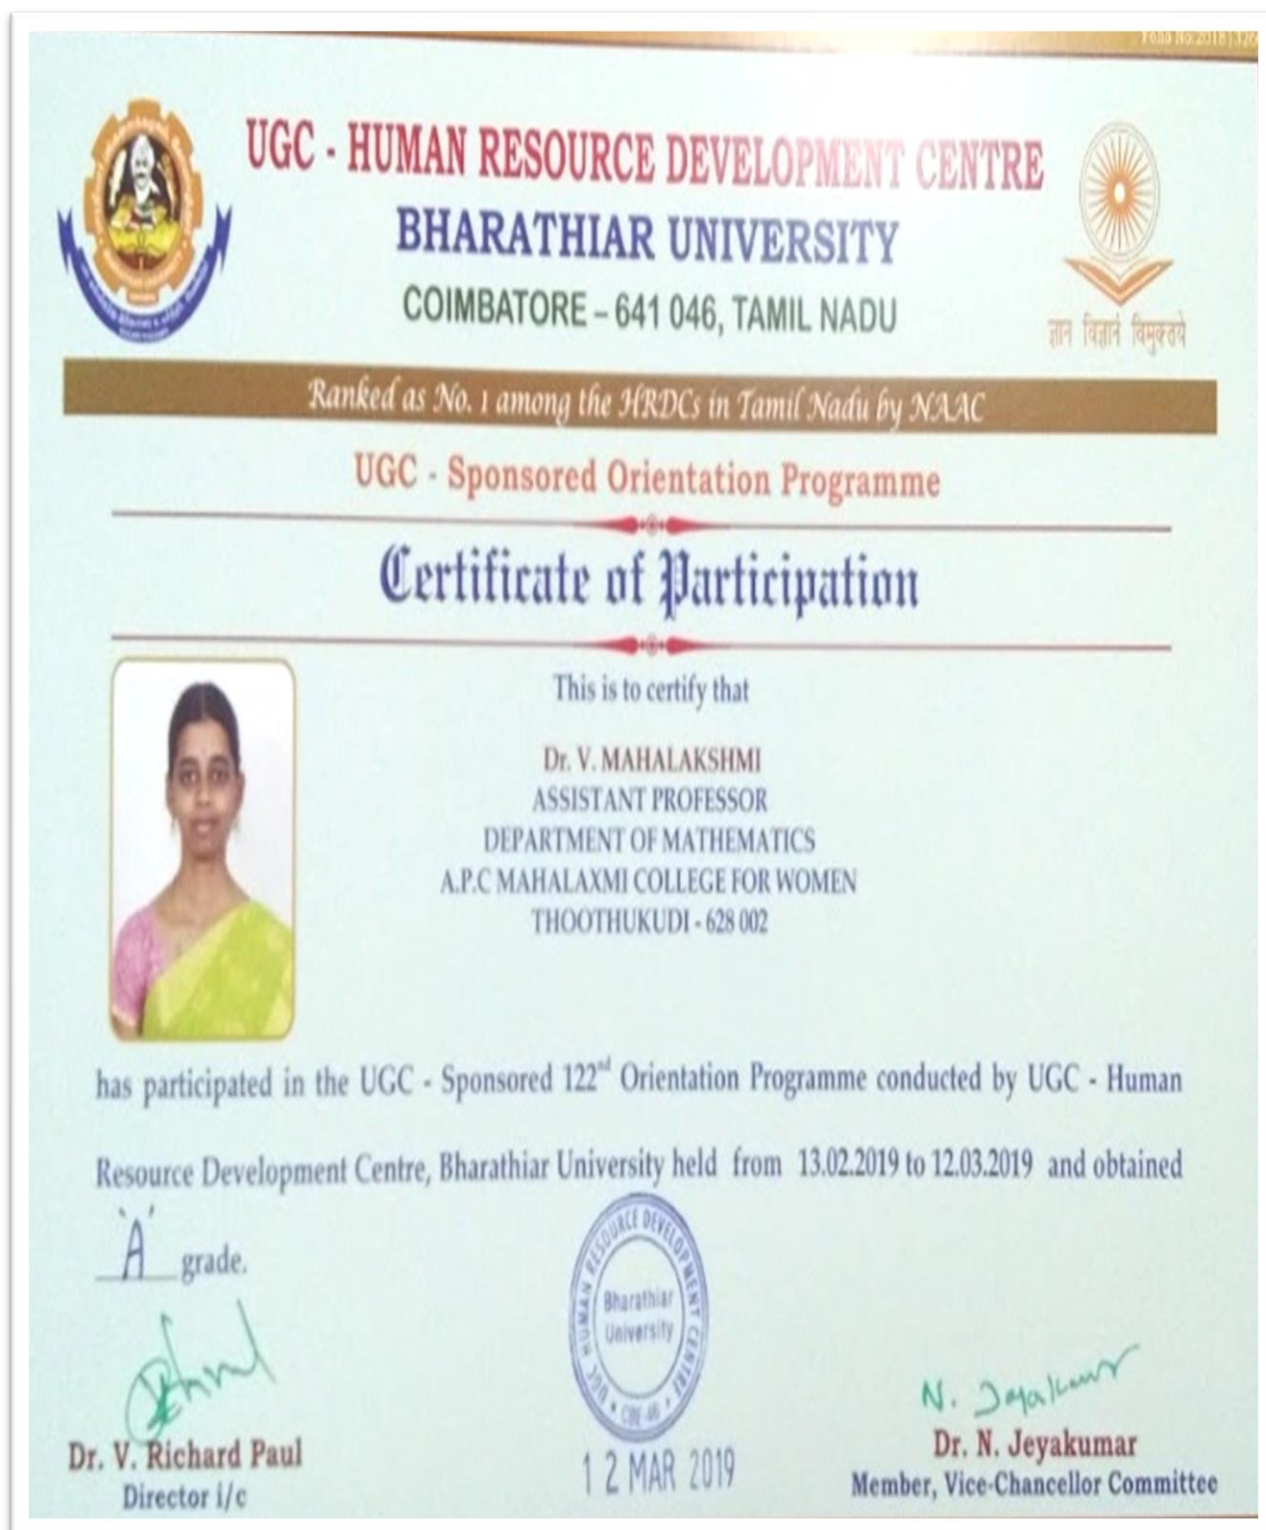 UGC - HUMAN RESOURCE DEVELOPMENT CENTRE
BHARATHIAR UNIVERSITY
COIMBATORE – 641 046, TAMIL NADU
ज्ञान विज्ञानं विमुक्तये
Ranked as No. 1 among the HRDCs in Tamil Nadu by NAAC
UGC - Sponsored Orientation Programme
Certificate of Participation
This is to certify that
Dr. V. MAHALAKSHMI
ASSISTANT PROFESSOR
DEPARTMENT OF MATHEMATICS
A.P.C MAHALAXMI COLLEGE FOR WOMEN
THOOTHUKUDI - 628 002
has participated in the UGC - Sponsored 122nd Orientation Programme conducted by UGC - Human
Resource Development Centre, Bharathiar University held from 13.02.2019 to 12.03.2019 and obtained
'A' grade.
UGC HUMAN RESOURCE DEVELOPMENT CENTRE
Bharathiar
University
CBE-46
12 MAR 2019
Dr. V. Richard Paul
Director i/c
N. Jeyakumar
Dr. N. Jeyakumar
Member, Vice-Chancellor Committee